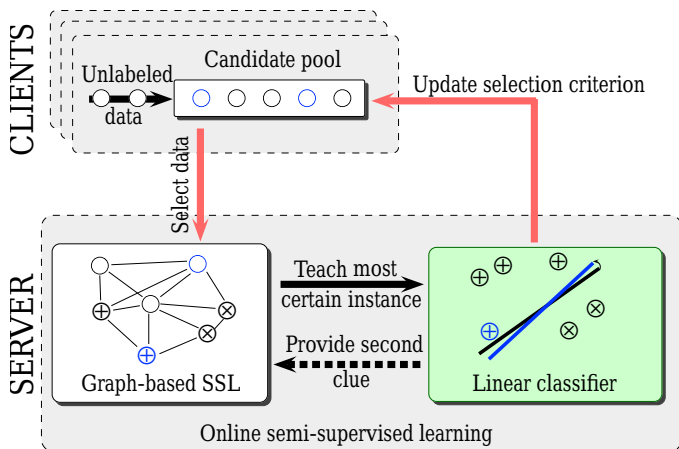 CLIENTS
Candidate pool
Unlabeled
data
Update selection criterion
Select data
SERVER
Teach most
certain instance
Provide second
clue
Graph-based SSL
Linear classifier
Online semi-supervised learning